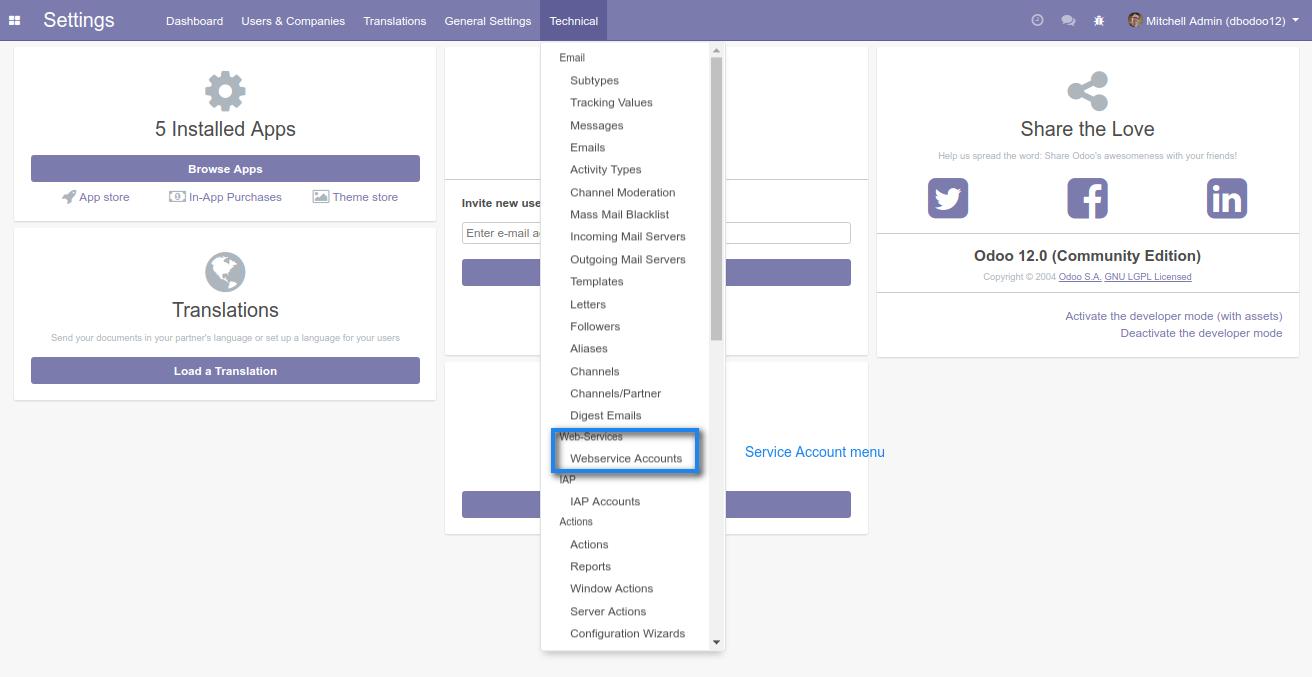 Settings
Dashboard
Users & Companies
Translations
General Settings
Technical
Mitchell Admin (dbodoo12)
5 Installed Apps
Browse Apps
App store
In-App Purchases
Theme store
Translations
Send your documents in your partner's language or set up a language for your users
Load a Translation
Invite new use
Enter e-mail a
Email
Subtypes
Tracking Values
Messages
Emails
Activity Types
Channel Moderation
Mass Mail Blacklist
Incoming Mail Servers
Outgoing Mail Servers
Templates
Letters
Followers
Aliases
Channels
Channels/Partner
Digest Emails
Web-Services
Webservice Accounts
IAP
IAP Accounts
Actions
Actions
Reports
Window Actions
Server Actions
Configuration Wizards
Service Account menu
Share the Love
Help us spread the word: Share Odoo's awesomeness with your friends!
Odoo 12.0 (Community Edition)
Copyright © 2004 Odoo S.A. GNU LGPL Licensed
Activate the developer mode (with assets)
Deactivate the developer mode